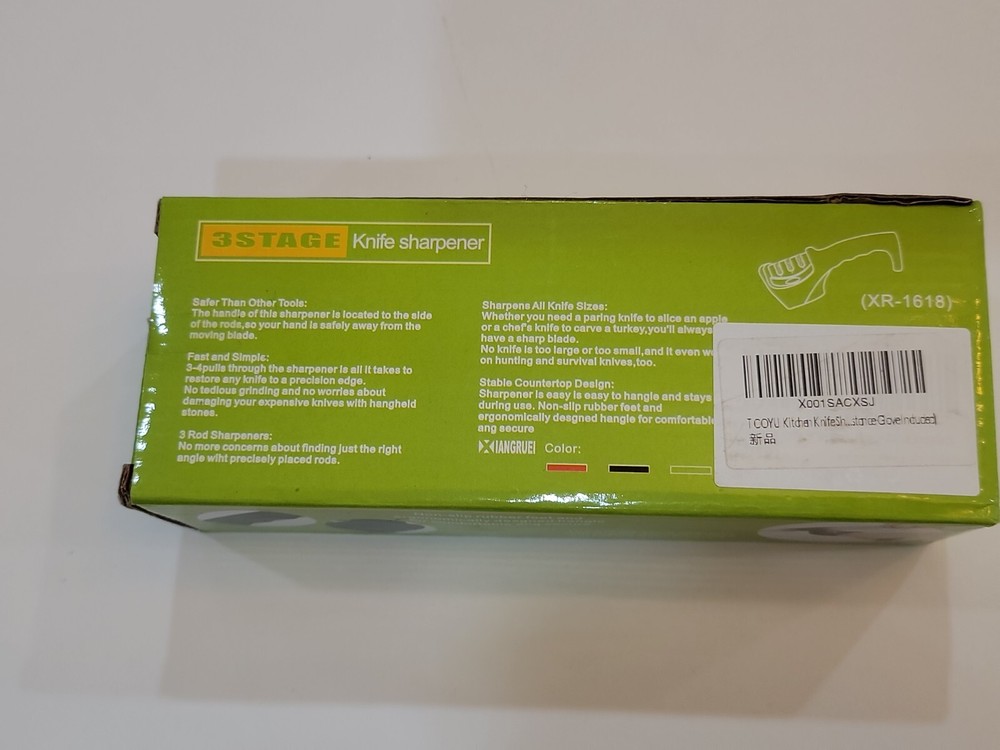 3STAGE Knife sharpener
(XR-1618)
Safer Than Other Tools:
The handle of this sharpener is located to the side
of the rods,so your hand is safely away from the
moving blade.
Fast and Simple:
3-4pulls through the sharpener is all it takes to
restore any knife to a precision edge.
No tedious grinding and no worries about
damaging your expensive knives with hangheld
stones.
3 Rod Sharpeners:
No more concerns about finding just the right
angle wiht precisely placed rods.
Sharpens All Knife Sizes:
Whether you need a paring knife to slice an apple
or a chef's knife to carve a turkey,you'll always
have a sharp blade.
No knife is too large or too small,and it even
on hunting and survival knives,too.
Stable Countertop Design:
Sharpener is easy is easy to hangle and stays
during use. Non-slip rubber feet and
ergonomically desgned hangle for comfortable
ang secure
XIANGRUEI Color:
X001SACXSJ
TCOYU Kitchen Knife Sh...stance Glove Included)
新品